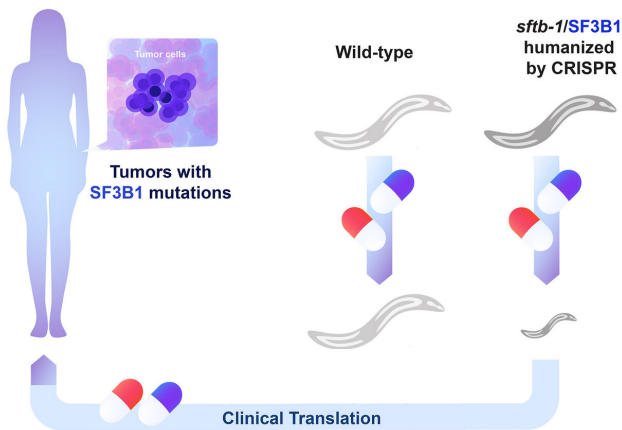 Tumor cells
Tumors with
SF3B1 mutations
Wild-type
sftb-1/SF3B1
humanized
by CRISPR
Clinical Translation